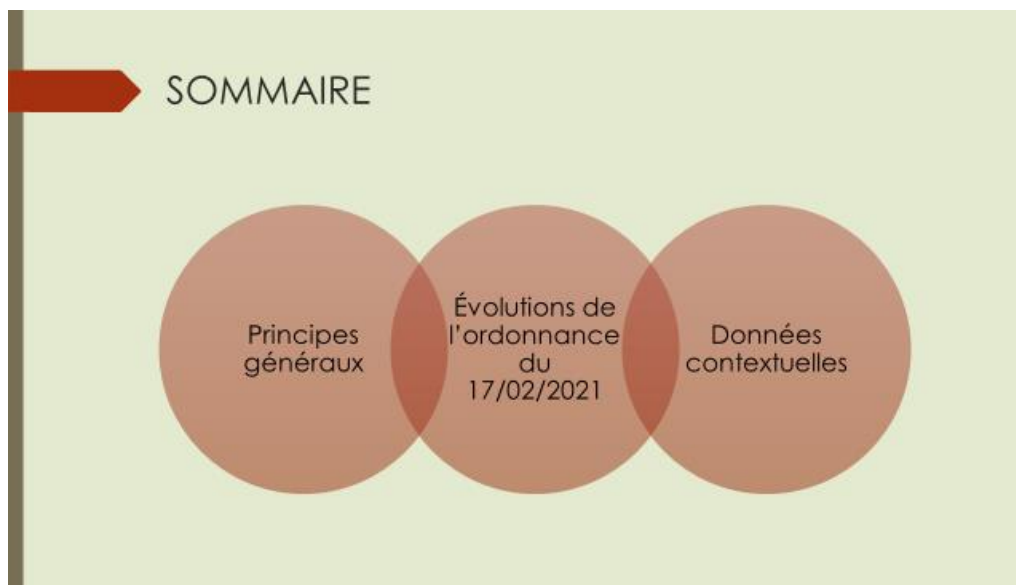 SOMMAIRE
Principes
généraux
Évolutions de
l'ordonnance
du
17/02/2021
Données
contextuelles